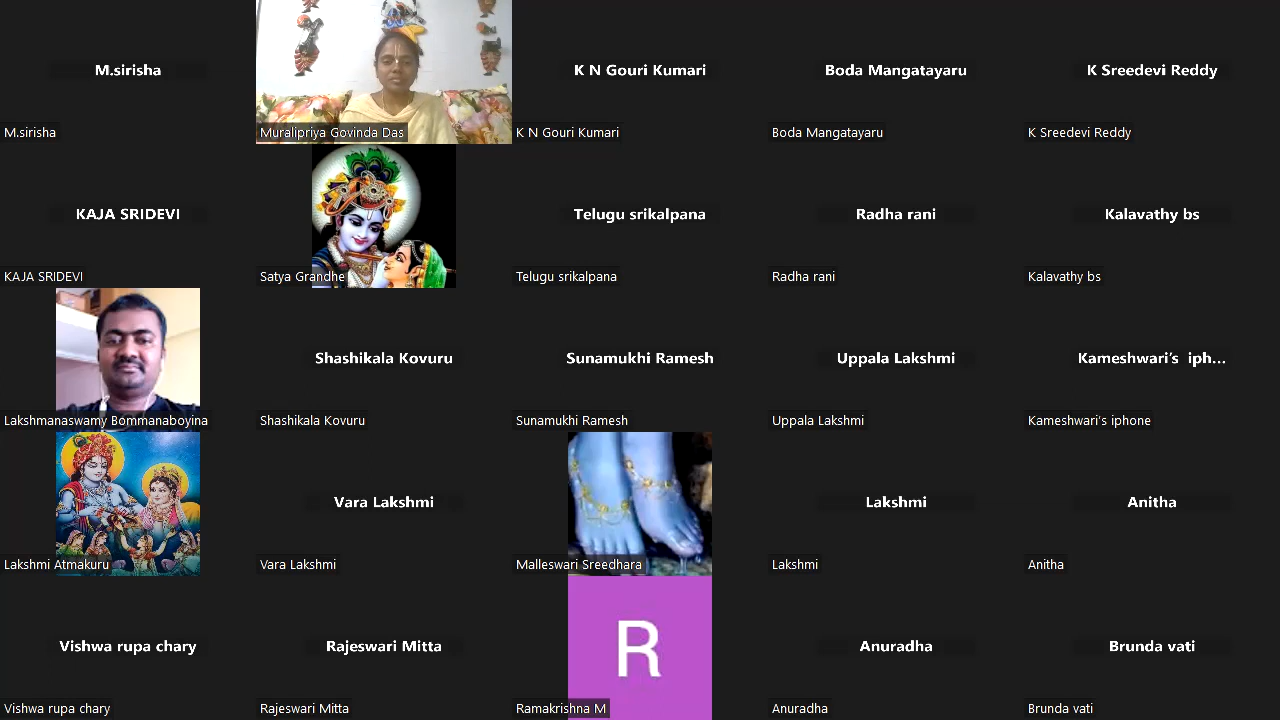 M.sirisha
M.sirisha
Muralipriya Govinda Das
K N Gouri Kumari
K N Gouri Kumari
Boda Mangatayaru
Boda Mangatayaru
K Sreedevi Reddy
K Sreedevi Reddy
KAJA SRIDEVI
KAJA SRIDEVI
Satya Grandhe
Telugu srikalpana
Telugu srikalpana
Radha rani
Radha rani
Kalavathy bs
Kalavathy bs
Lakshmanaswamy Bommanaboyina
Shashikala Kovuru
Shashikala Kovuru
Sunamukhi Ramesh
Sunamukhi Ramesh
Uppala Lakshmi
Uppala Lakshmi
Kameshwari's iph...
Kameshwari's iphone
Lakshmi Atmakuru
Vara Lakshmi
Vara Lakshmi
Malleswari Sreedhara
Lakshmi
Lakshmi
Anitha
Anitha
Vishwa rupa chary
Vishwa rupa chary
Rajeswari Mitta
Rajeswari Mitta
R
Ramakrishna M
Anuradha
Anuradha
Brunda vati
Brunda vati